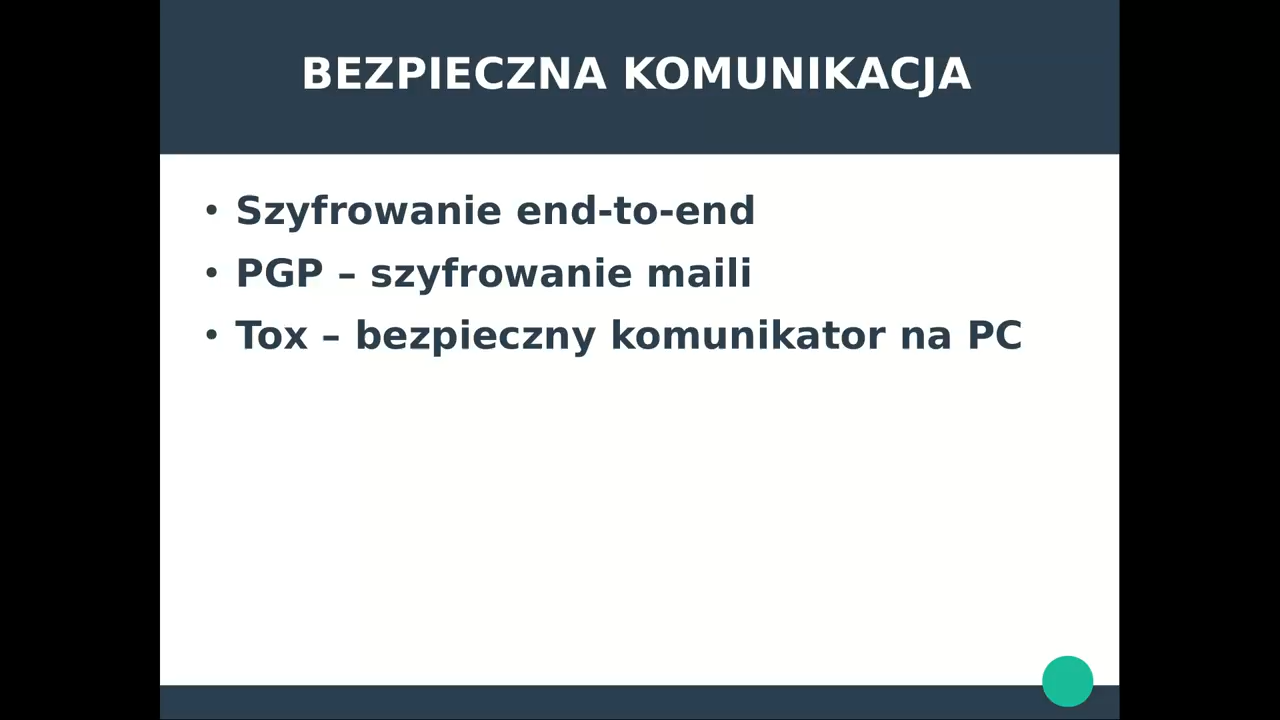 BEZPIECZNA KOMUNIKACJA
• Szyfrowanie end-to-end
• PGP – szyfrowanie maili
• Tox – bezpieczny komunikator na PC